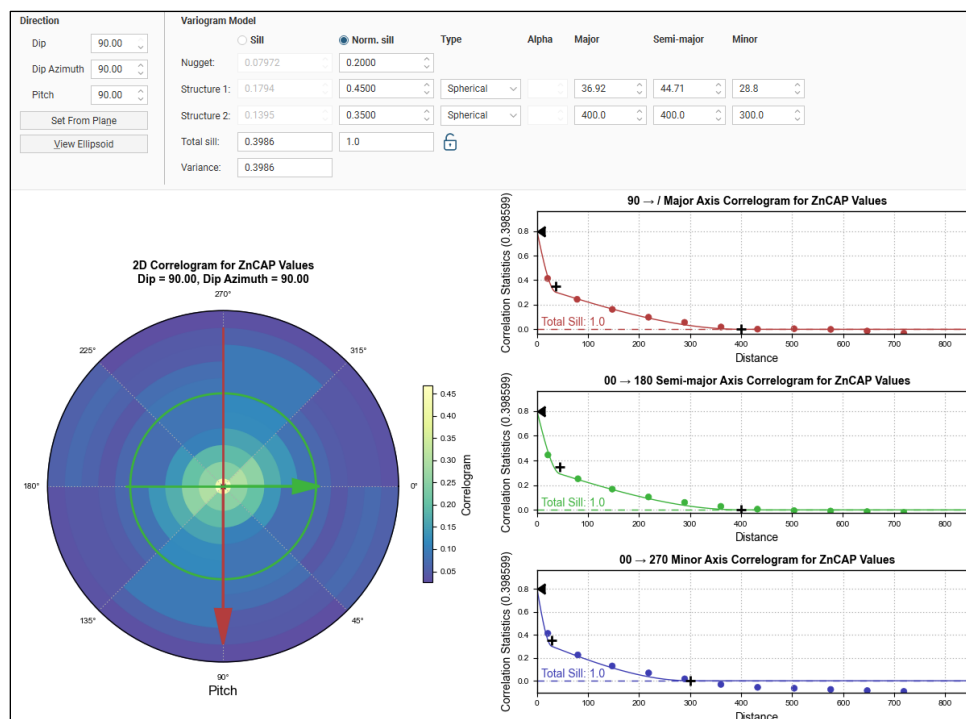 Direction
Dip 90.00
Dip Azimuth 90.00
Pitch 90.00
Set From Plane
View Ellipsoid
Variogram Model
Sill Norm. sill Type Alpha Major Semi-major Minor
Nugget: 0.07972 0.2000
Structure 1: 0.1794 0.4500 Spherical 36.92 44.71 28.8
Structure 2: 0.1395 0.3500 Spherical 400.0 400.0 300.0
Total sill: 0.3986 1.0
Variance: 0.3986
2D Correlogram for ZnCAP Values
Dip = 90.00, Dip Azimuth = 90.00
270°
225° 315°
180° 0°
135° 45°
90°
Pitch
0.45
0.40
0.35
0.30
0.25
0.20
0.15
0.10
0.05
Correlogram
90 → / Major Axis Correlogram for ZnCAP Values
Correlation Statistics (0.398599)
0.8
0.6
0.4
0.2
0.0
Total Sill: 1.0
0 100 200 300 400 500 600 700 800
Distance
00 → 180 Semi-major Axis Correlogram for ZnCAP Values
Correlation Statistics (0.398599)
0.8
0.6
0.4
0.2
0.0
Total Sill: 1.0
0 100 200 300 400 500 600 700 800
Distance
00 → 270 Minor Axis Correlogram for ZnCAP Values
Correlation Statistics (0.398599)
0.8
0.6
0.4
0.2
0.0
Total Sill: 1.0
0 100 200 300 400 500 600 700 800
Distance